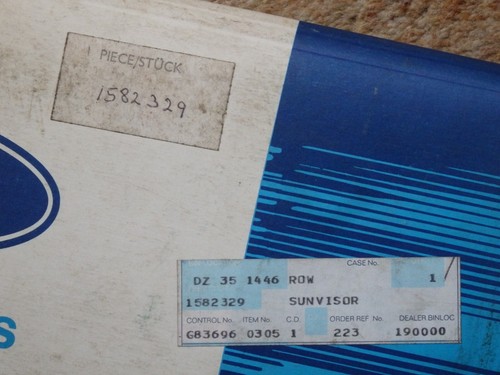 1 PIECE/STÜCK
1582329
s
CASE No.
DZ 35 1446 ROW 1
1582329 SUNVISOR
CONTROL No. ITEM No. C.D. ORDER REF No. DEALER BINLOC
G83696 0305 1 223 190000